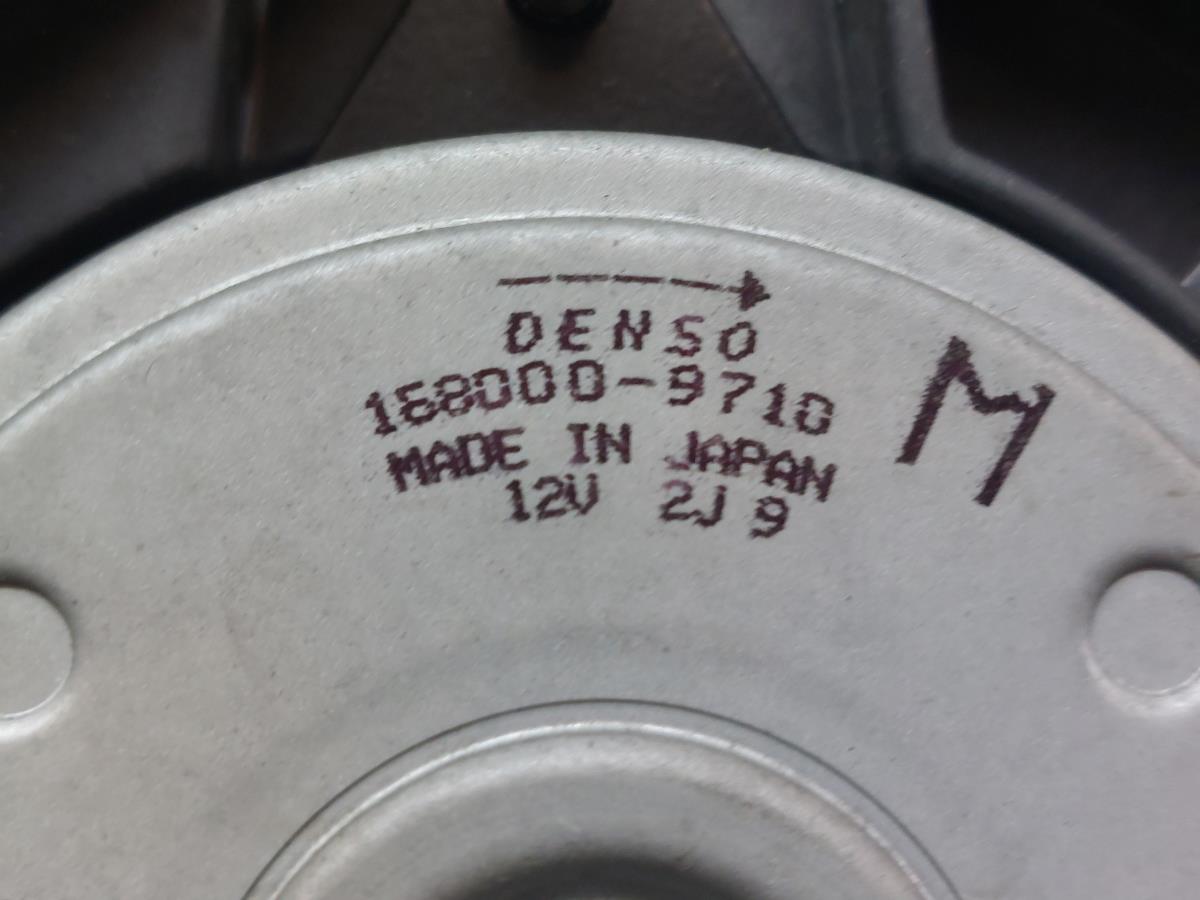 DENSO
168000-9710
MADE IN JAPAN
12V 2J 9
M